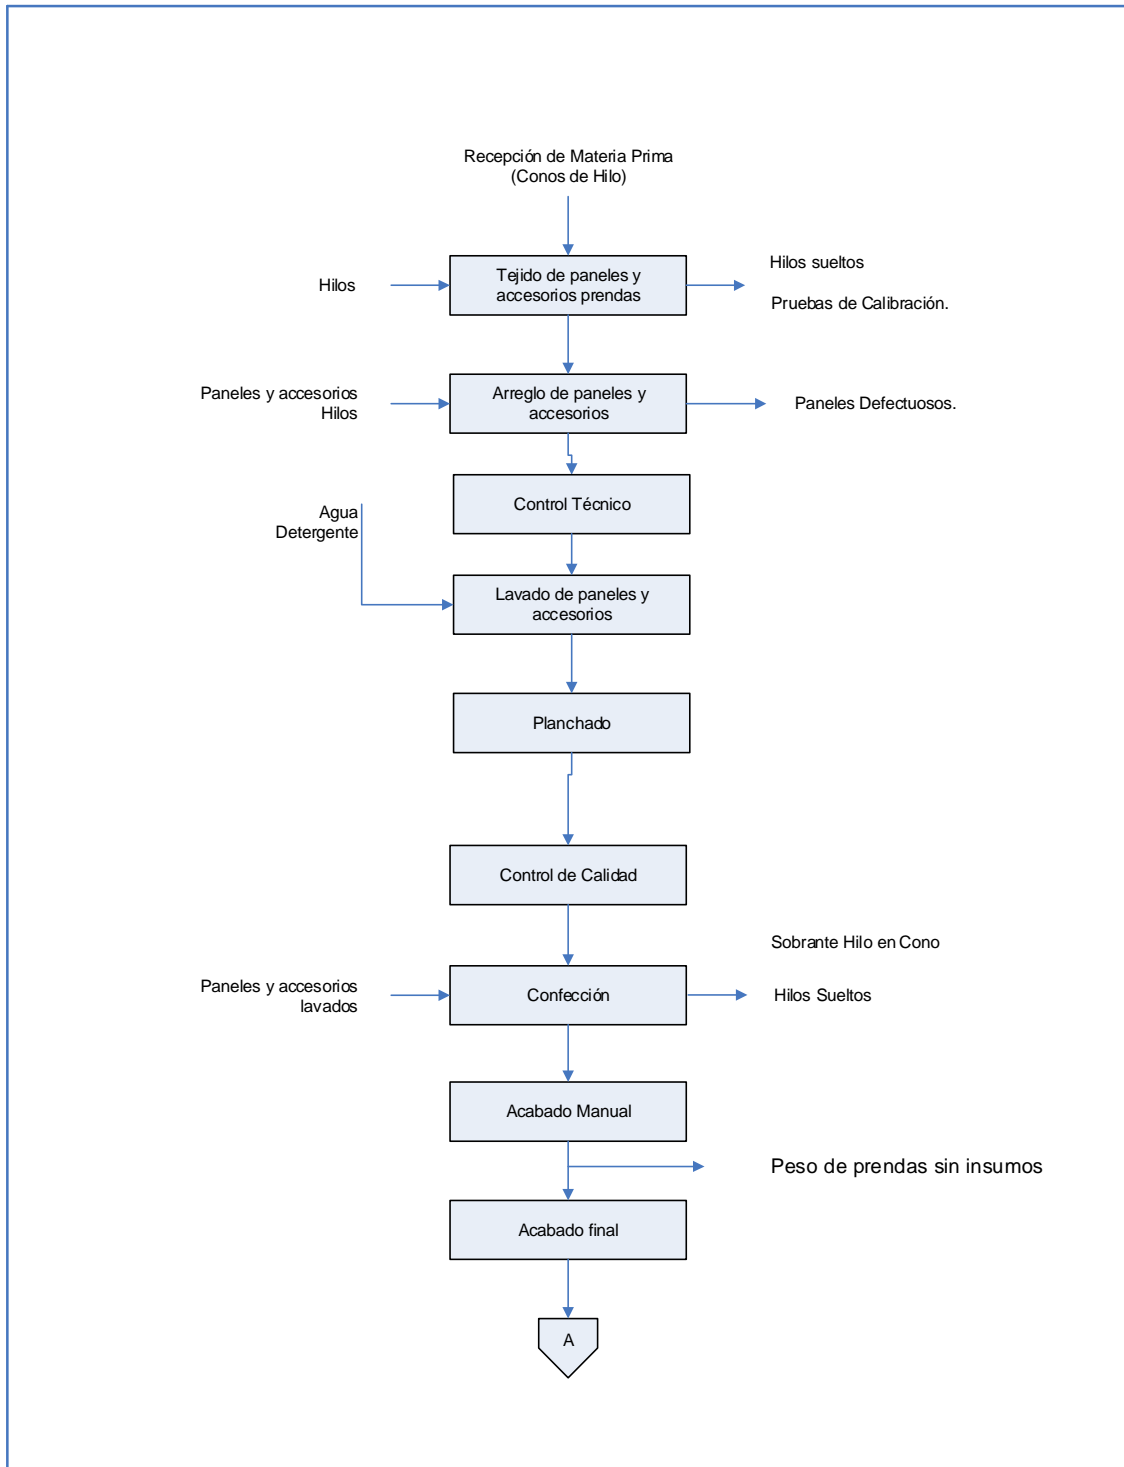 Recepción de Materia Prima
(Conos de Hilo)
Hilos
Tejido de paneles y
accesorios prendas
Hilos sueltos
Pruebas de Calibración.
Paneles y accesorios
Hilos
Arreglo de paneles y
accesorios
Paneles Defectuosos.
Control Técnico
Agua
Detergente
Lavado de paneles y
accesorios
Planchado
Control de Calidad
Sobrante Hilo en Cono
Paneles y accesorios
lavados
Confección
Hilos Sueltos
Acabado Manual
Peso de prendas sin insumos
Acabado final
A